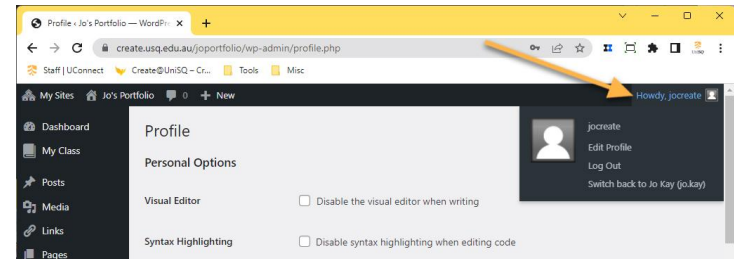 Profile ‹ Jo's Portfolio — WordPr
create.usq.edu.au/joportfolio/wp-admin/profile.php
Staff | UConnect Create@UniSQ – Cr... Tools Misc
My Sites Jo's Portfolio 0 + New Howdy, jocreate
Dashboard
My Class
Posts
Media
Links
Pages
Profile
Personal Options
Visual Editor Disable the visual editor when writing
Syntax Highlighting Disable syntax highlighting when editing code
jocreate
Edit Profile
Log Out
Switch back to Jo Kay (jo.kay)